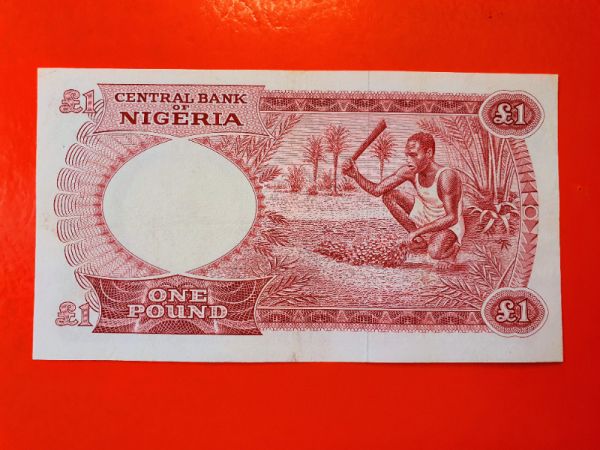 £1
CENTRAL BANK
OF
NIGERIA
£1
£1
ONE
POUND
£1